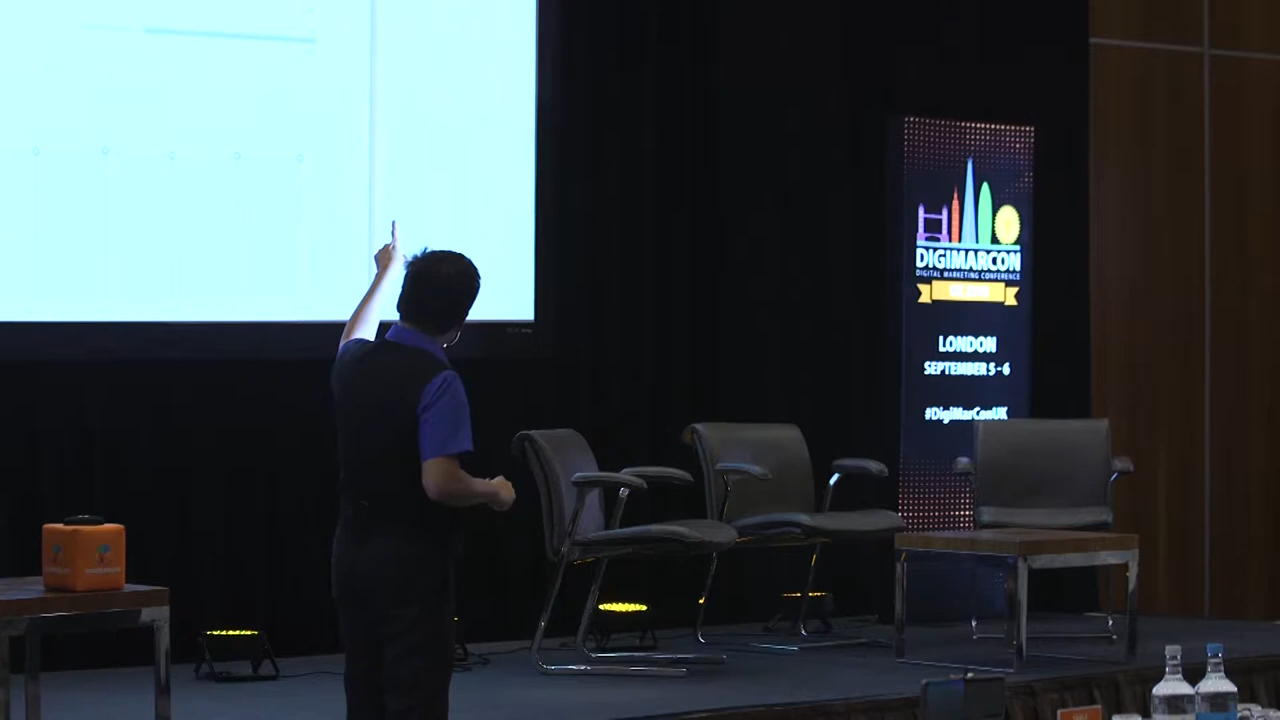 DIGIMARCON
DIGITAL MARKETING CONFERENCE
LONDON
SEPTEMBER 5-6
#DigiMarConUK